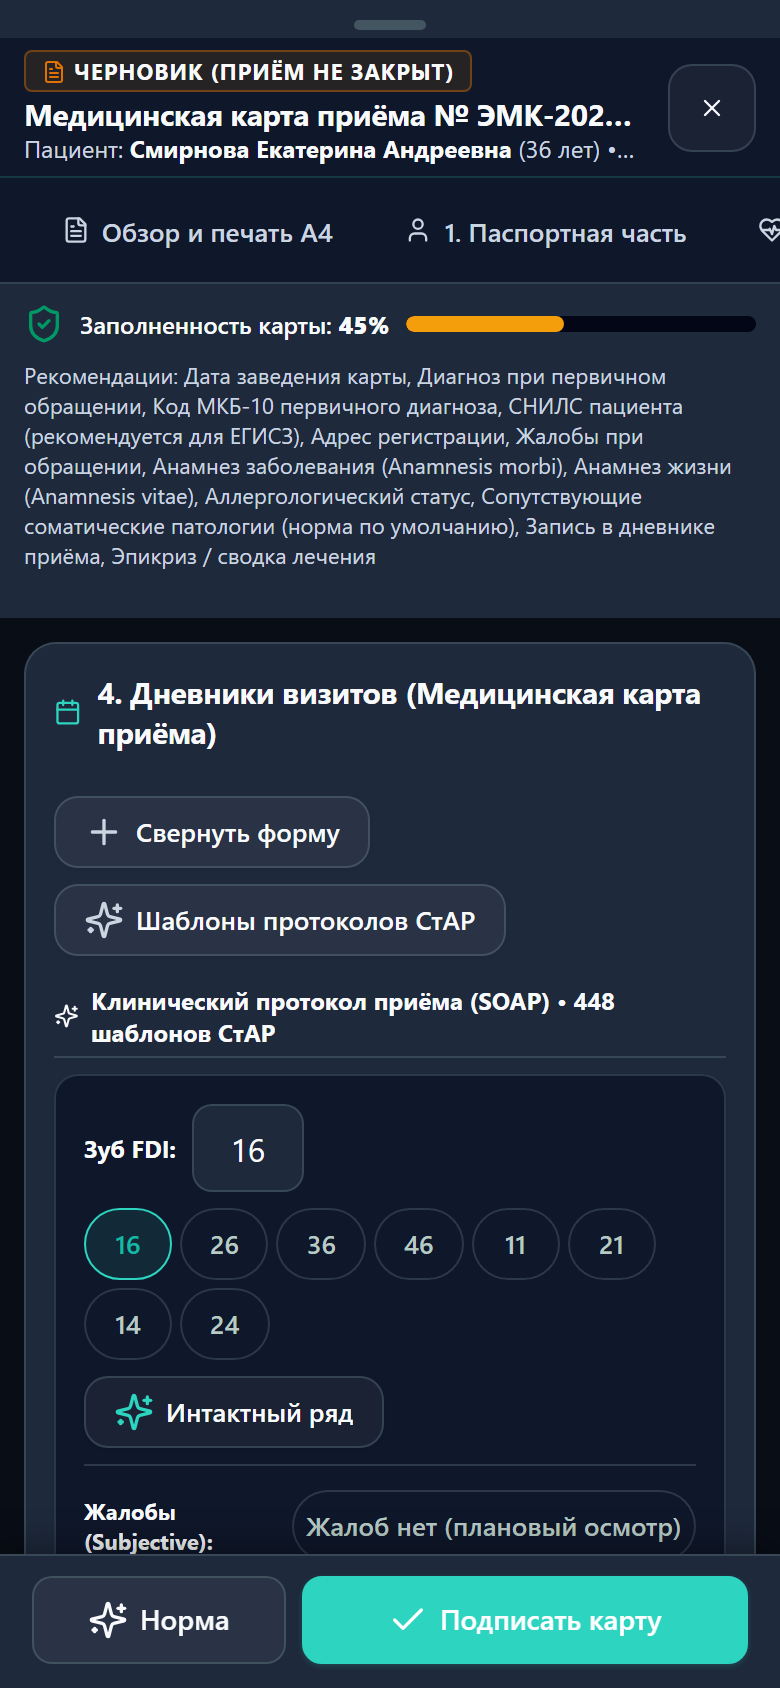 ЧЕРНОВИК (ПРИЁМ НЕ ЗАКРЫТ)
Медицинская карта приёма № ЭМК-202...
Пациент: Смирнова Екатерина Андреевна (36 лет) •...
Обзор и печать А4
1. Паспортная часть
Заполненность карты: 45%
Рекомендации: Дата заведения карты, Диагноз при первичном
обращении, Код МКБ-10 первичного диагноза, СНИЛС пациента
(рекомендуется для ЕГИСЗ), Адрес регистрации, Жалобы при
обращении, Анамнез заболевания (Anamnesis morbi), Анамнез жизни
(Anamnesis vitae), Аллергологический статус, Сопутствующие
соматические патологии (норма по умолчанию), Запись в дневнике
приёма, Эпикриз / сводка лечения
4. Дневники визитов (Медицинская карта
приёма)
Свернуть форму
Шаблоны протоколов СтАР
Клинический протокол приёма (SOAP) • 448
шаблонов СтАР
Зуб FDI:
16
16
26
36
46
11
21
14
24
Интактный ряд
Жалобы
(Subjective):
Жалоб нет (плановый осмотр)
Норма
Подписать карту